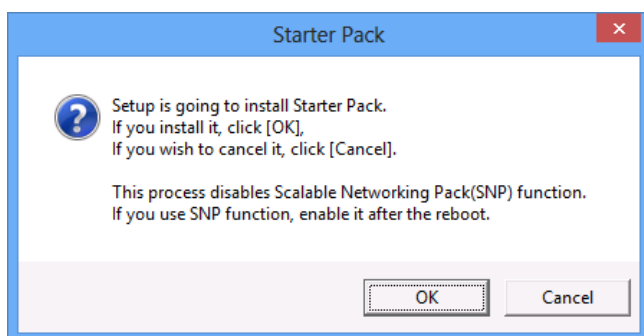 Starter Pack
Setup is going to install Starter Pack.
If you install it, click [OK],
If you wish to cancel it, click [Cancel].
This process disables Scalable Networking Pack(SNP) function.
If you use SNP function, enable it after the reboot.
OK
Cancel